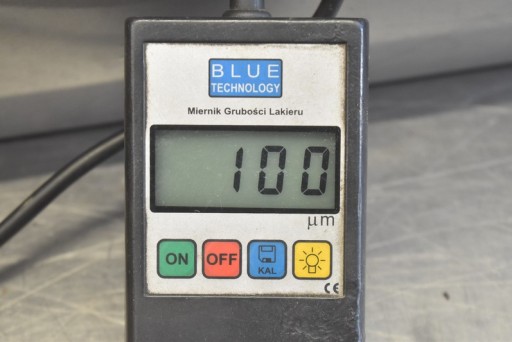 BLUE
TECHNOLOGY
Miernik Grubości Lakieru
100
µm
ON OFF KAL
CE